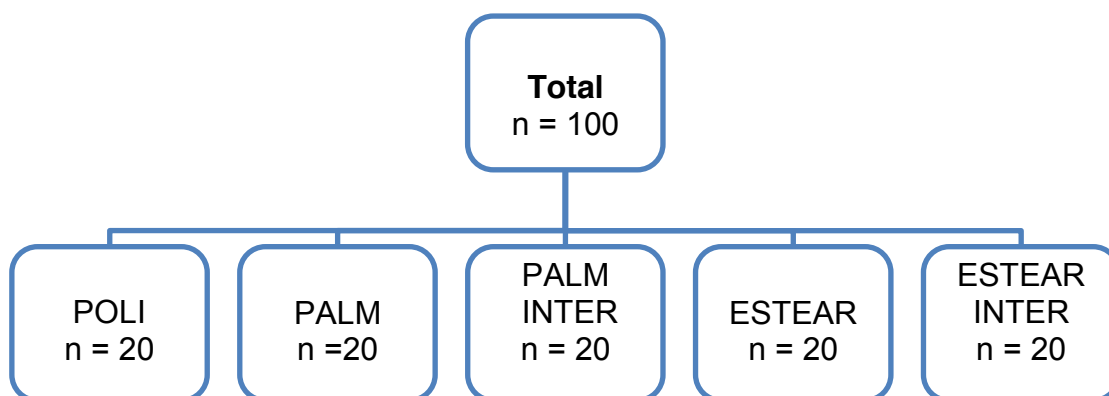 Total
n = 100
POLI
n = 20
PALM
n =20
PALM
INTER
n = 20
ESTEAR
n = 20
ESTEAR
INTER
n = 20